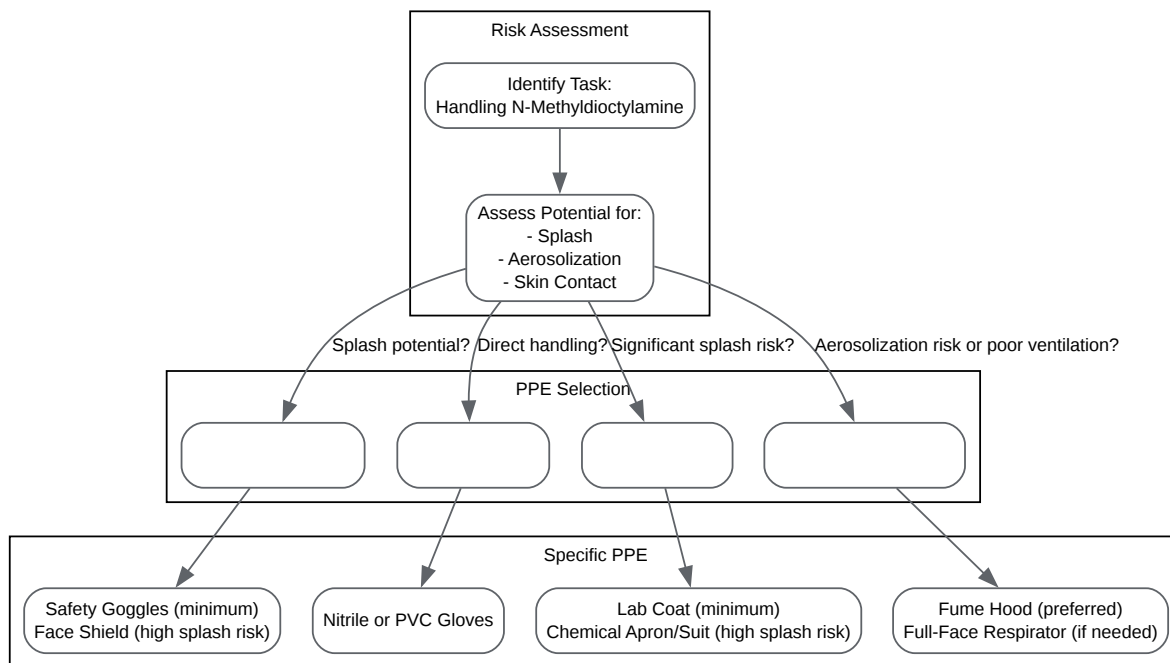 Risk Assessment
Identify Task:
Handling N-Methyldioctylamine
Assess Potential for:
- Splash
- Aerosolization
- Skin Contact
Splash potential?
Direct handling?
Significant splash risk?
Aerosolization risk or poor ventilation?
PPE Selection
Specific PPE
Safety Goggles (minimum)
Face Shield (high splash risk)
Nitrile or PVC Gloves
Lab Coat (minimum)
Chemical Apron/Suit (high splash risk)
Fume Hood (preferred)
Full-Face Respirator (if needed)